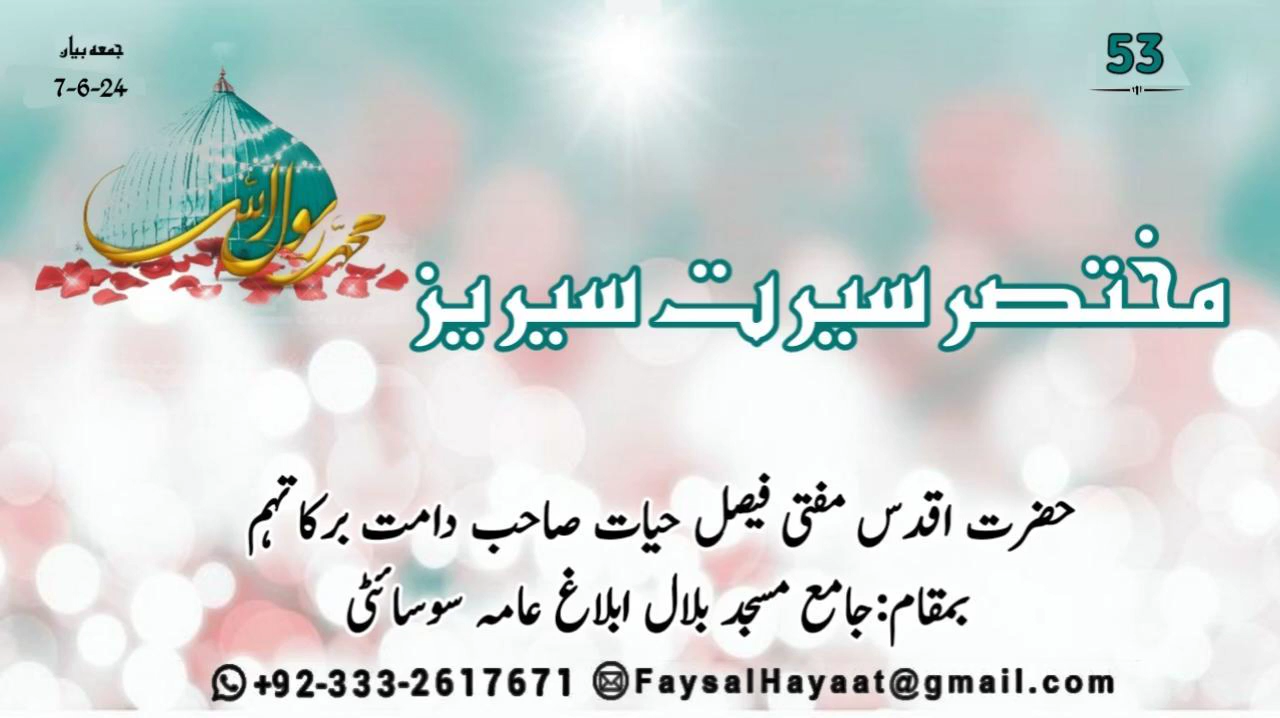 جمعہ بیان
7-6-24
53
محمد رسول اللہ
مختصر سیرت سیریز
حضرت اقدس مفتی فیصل حیات صاحب دامت برکاتہم
بمقام:جامع مسجد بلال ابلاغ عامہ سوسائٹی
+92-333-2617671 FaysalHayaat@gmail.com